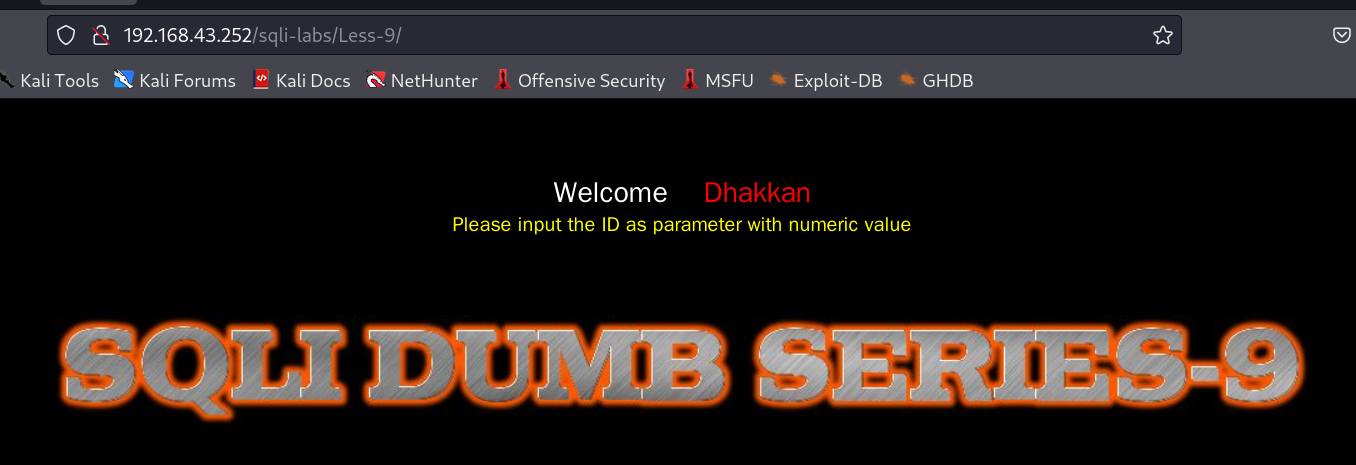 192.168.43.252/sqli-labs/Less-9/
Kali Tools Kali Forums Kali Docs NetHunter Offensive Security MSFU Exploit-DB GHDB
Welcome Dhakkan
Please input the ID as parameter with numeric value
SQLI DUMB SERIES-9